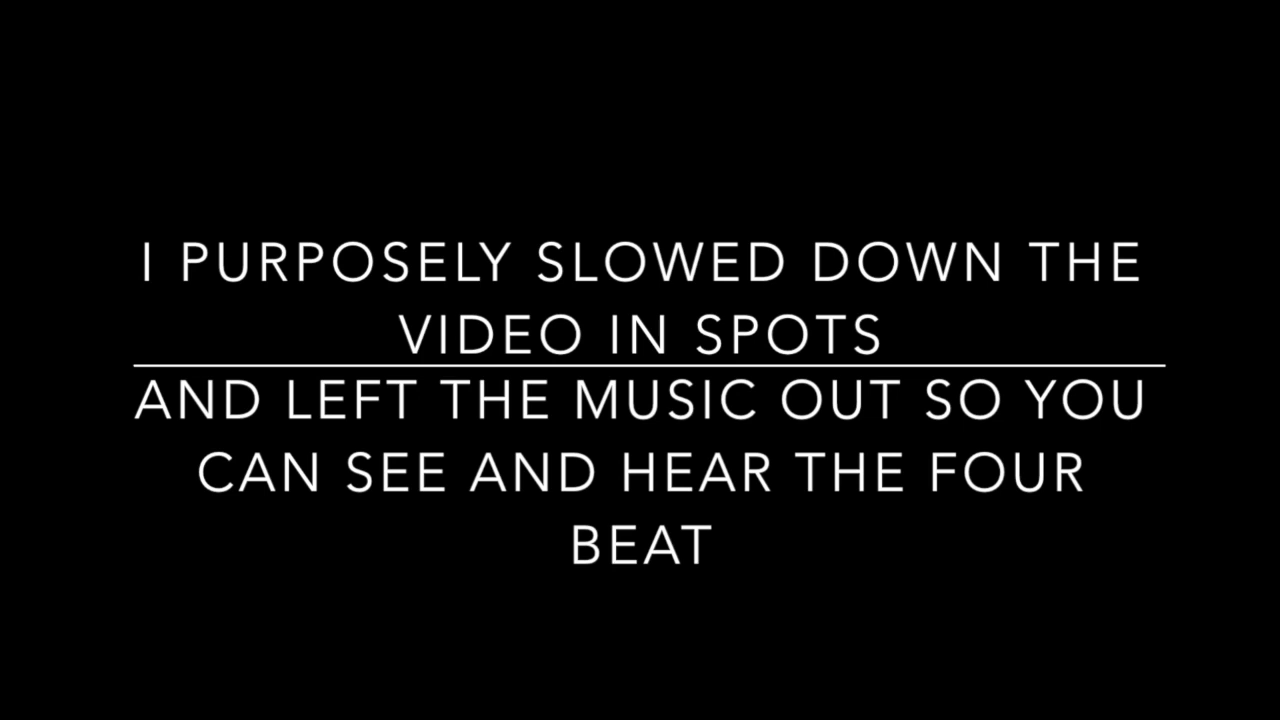 I PURPOSELY SLOWED DOWN THE
VIDEO IN SPOTS
AND LEFT THE MUSIC OUT SO YOU
CAN SEE AND HEAR THE FOUR
BEAT